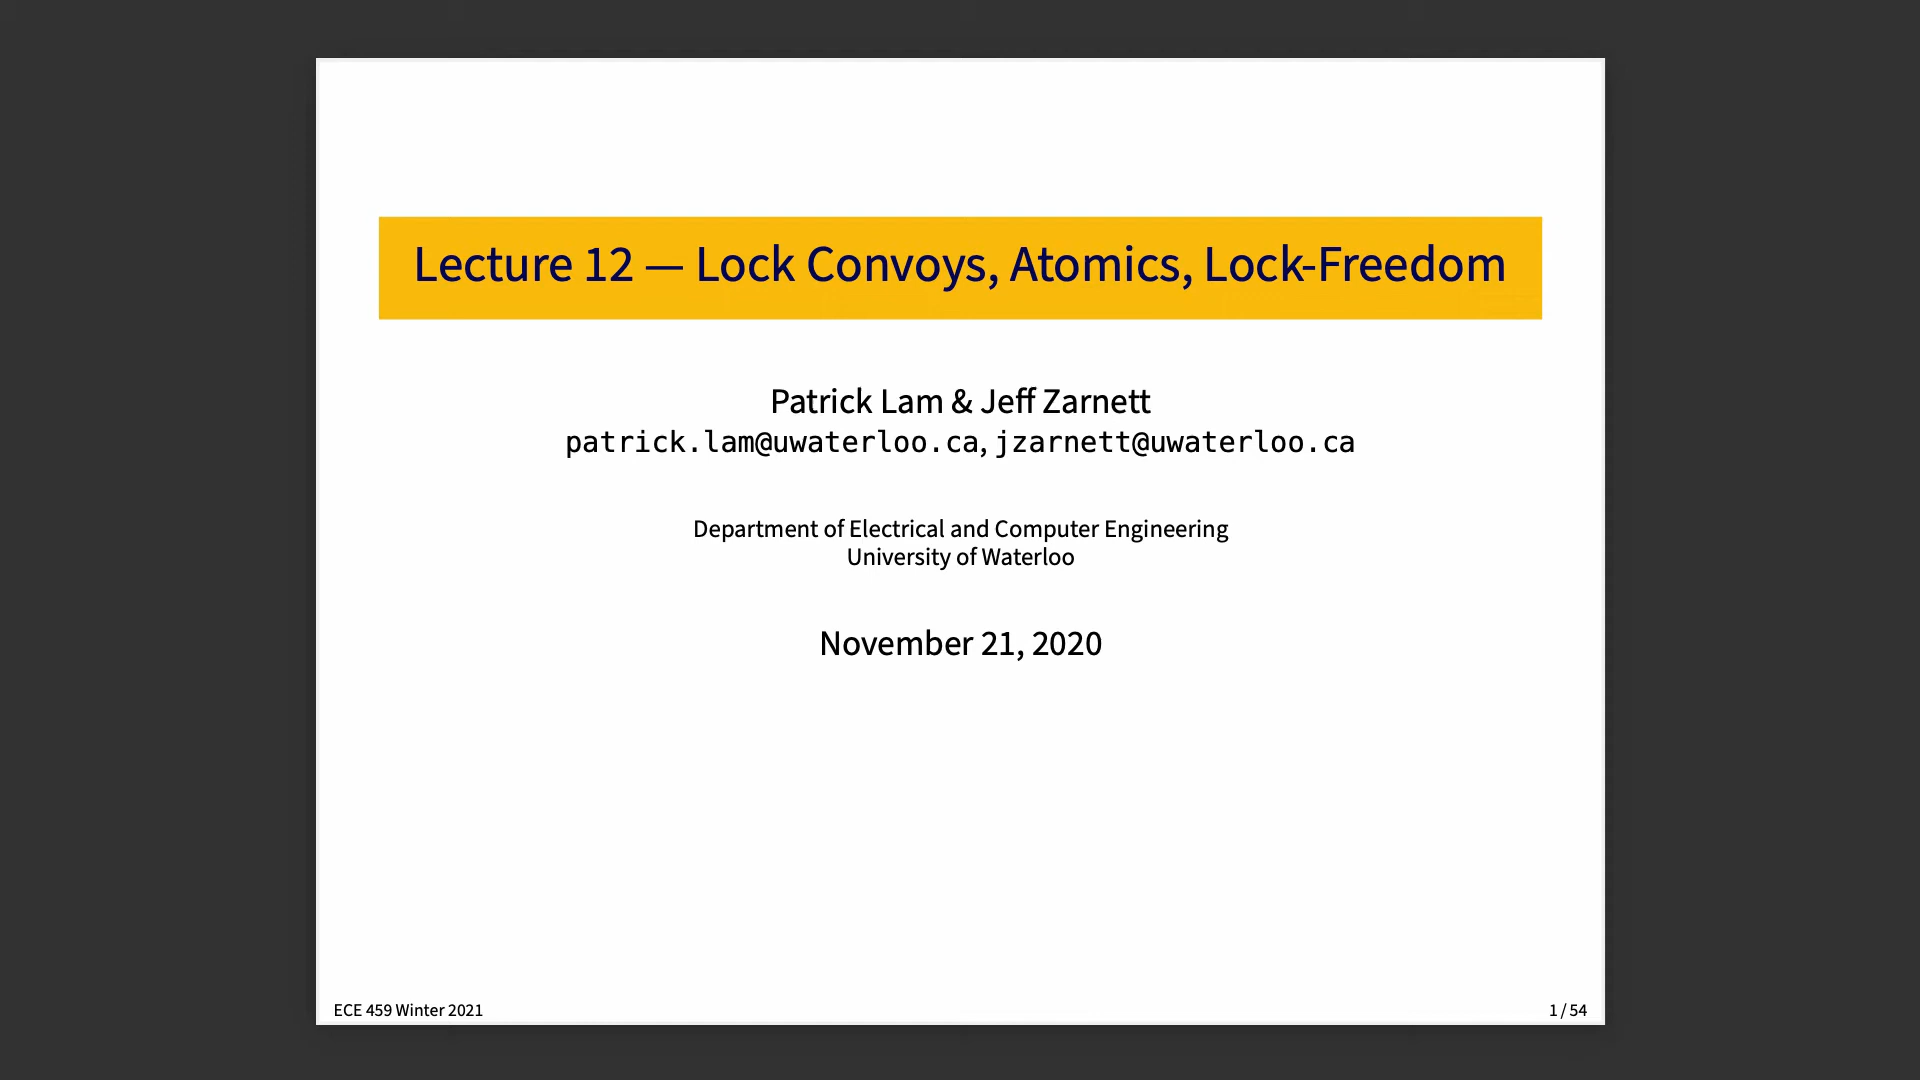 Lecture 12 — Lock Convoys, Atomics, Lock-Freedom
Patrick Lam & Jeff Zarnett
patrick.lam@uwaterloo.ca, jzarnett@uwaterloo.ca
Department of Electrical and Computer Engineering
University of Waterloo
November 21, 2020
ECE 459 Winter 2021
1 / 54